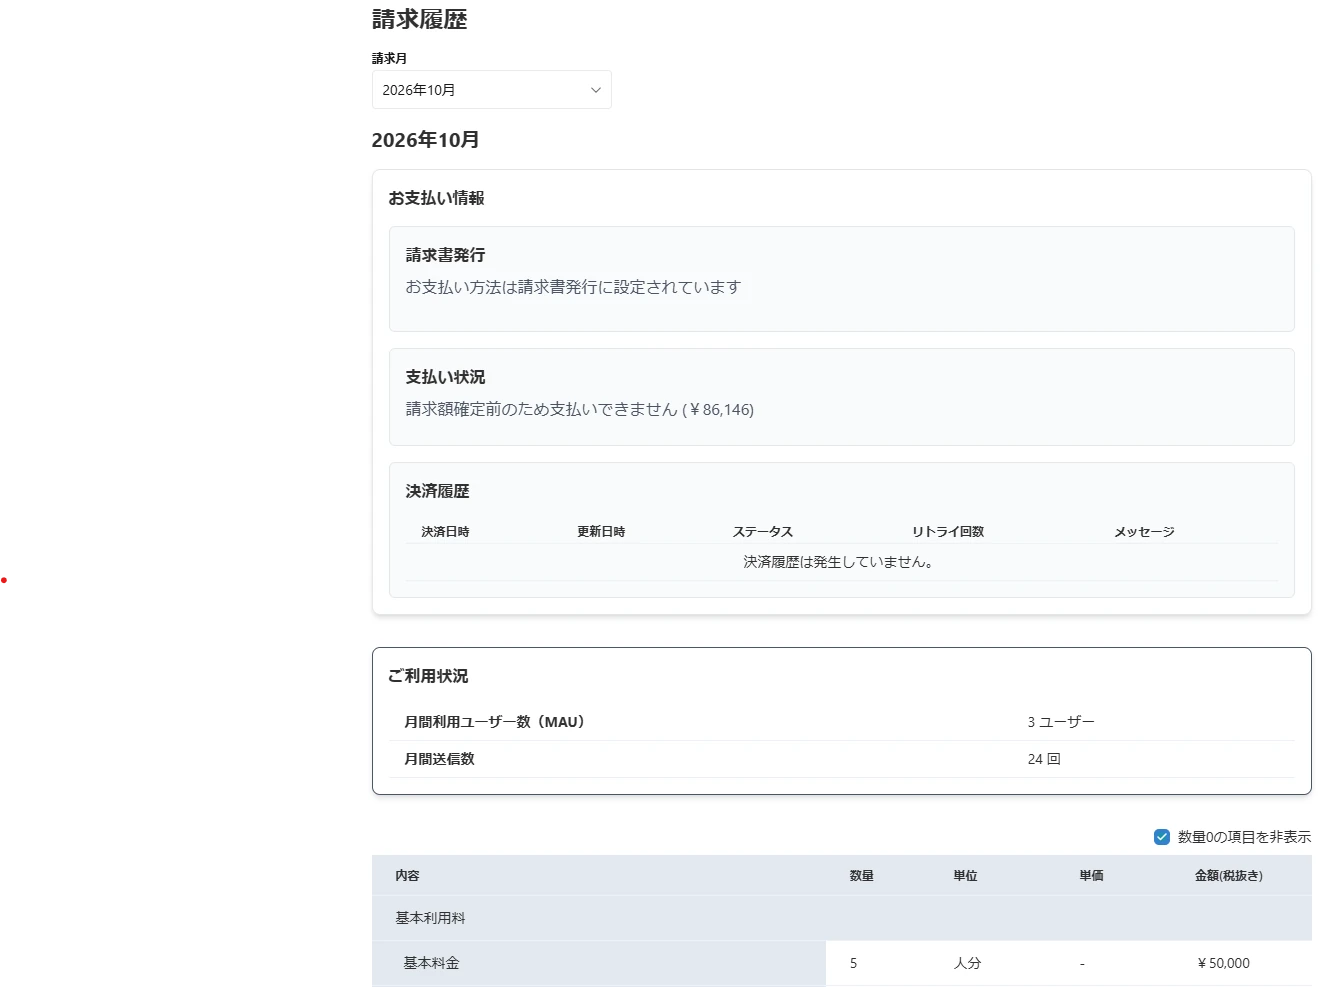 請求履歴
請求月
2026年10月
2026年10月
お支払い情報
請求書発行
お支払い方法は請求書発行に設定されています
支払い状況
請求額確定前のため支払いできません (￥86,146)
決済履歴
決済日時 更新日時 ステータス リトライ回数 メッセージ
決済履歴は発生していません。
ご利用状況
月間利用ユーザー数（MAU） 3 ユーザー
月間送信数 24 回
数量0の項目を非表示
内容 数量 単位 単価 金額(税抜き)
基本利用料
基本料金 5 人分 - ￥50,000